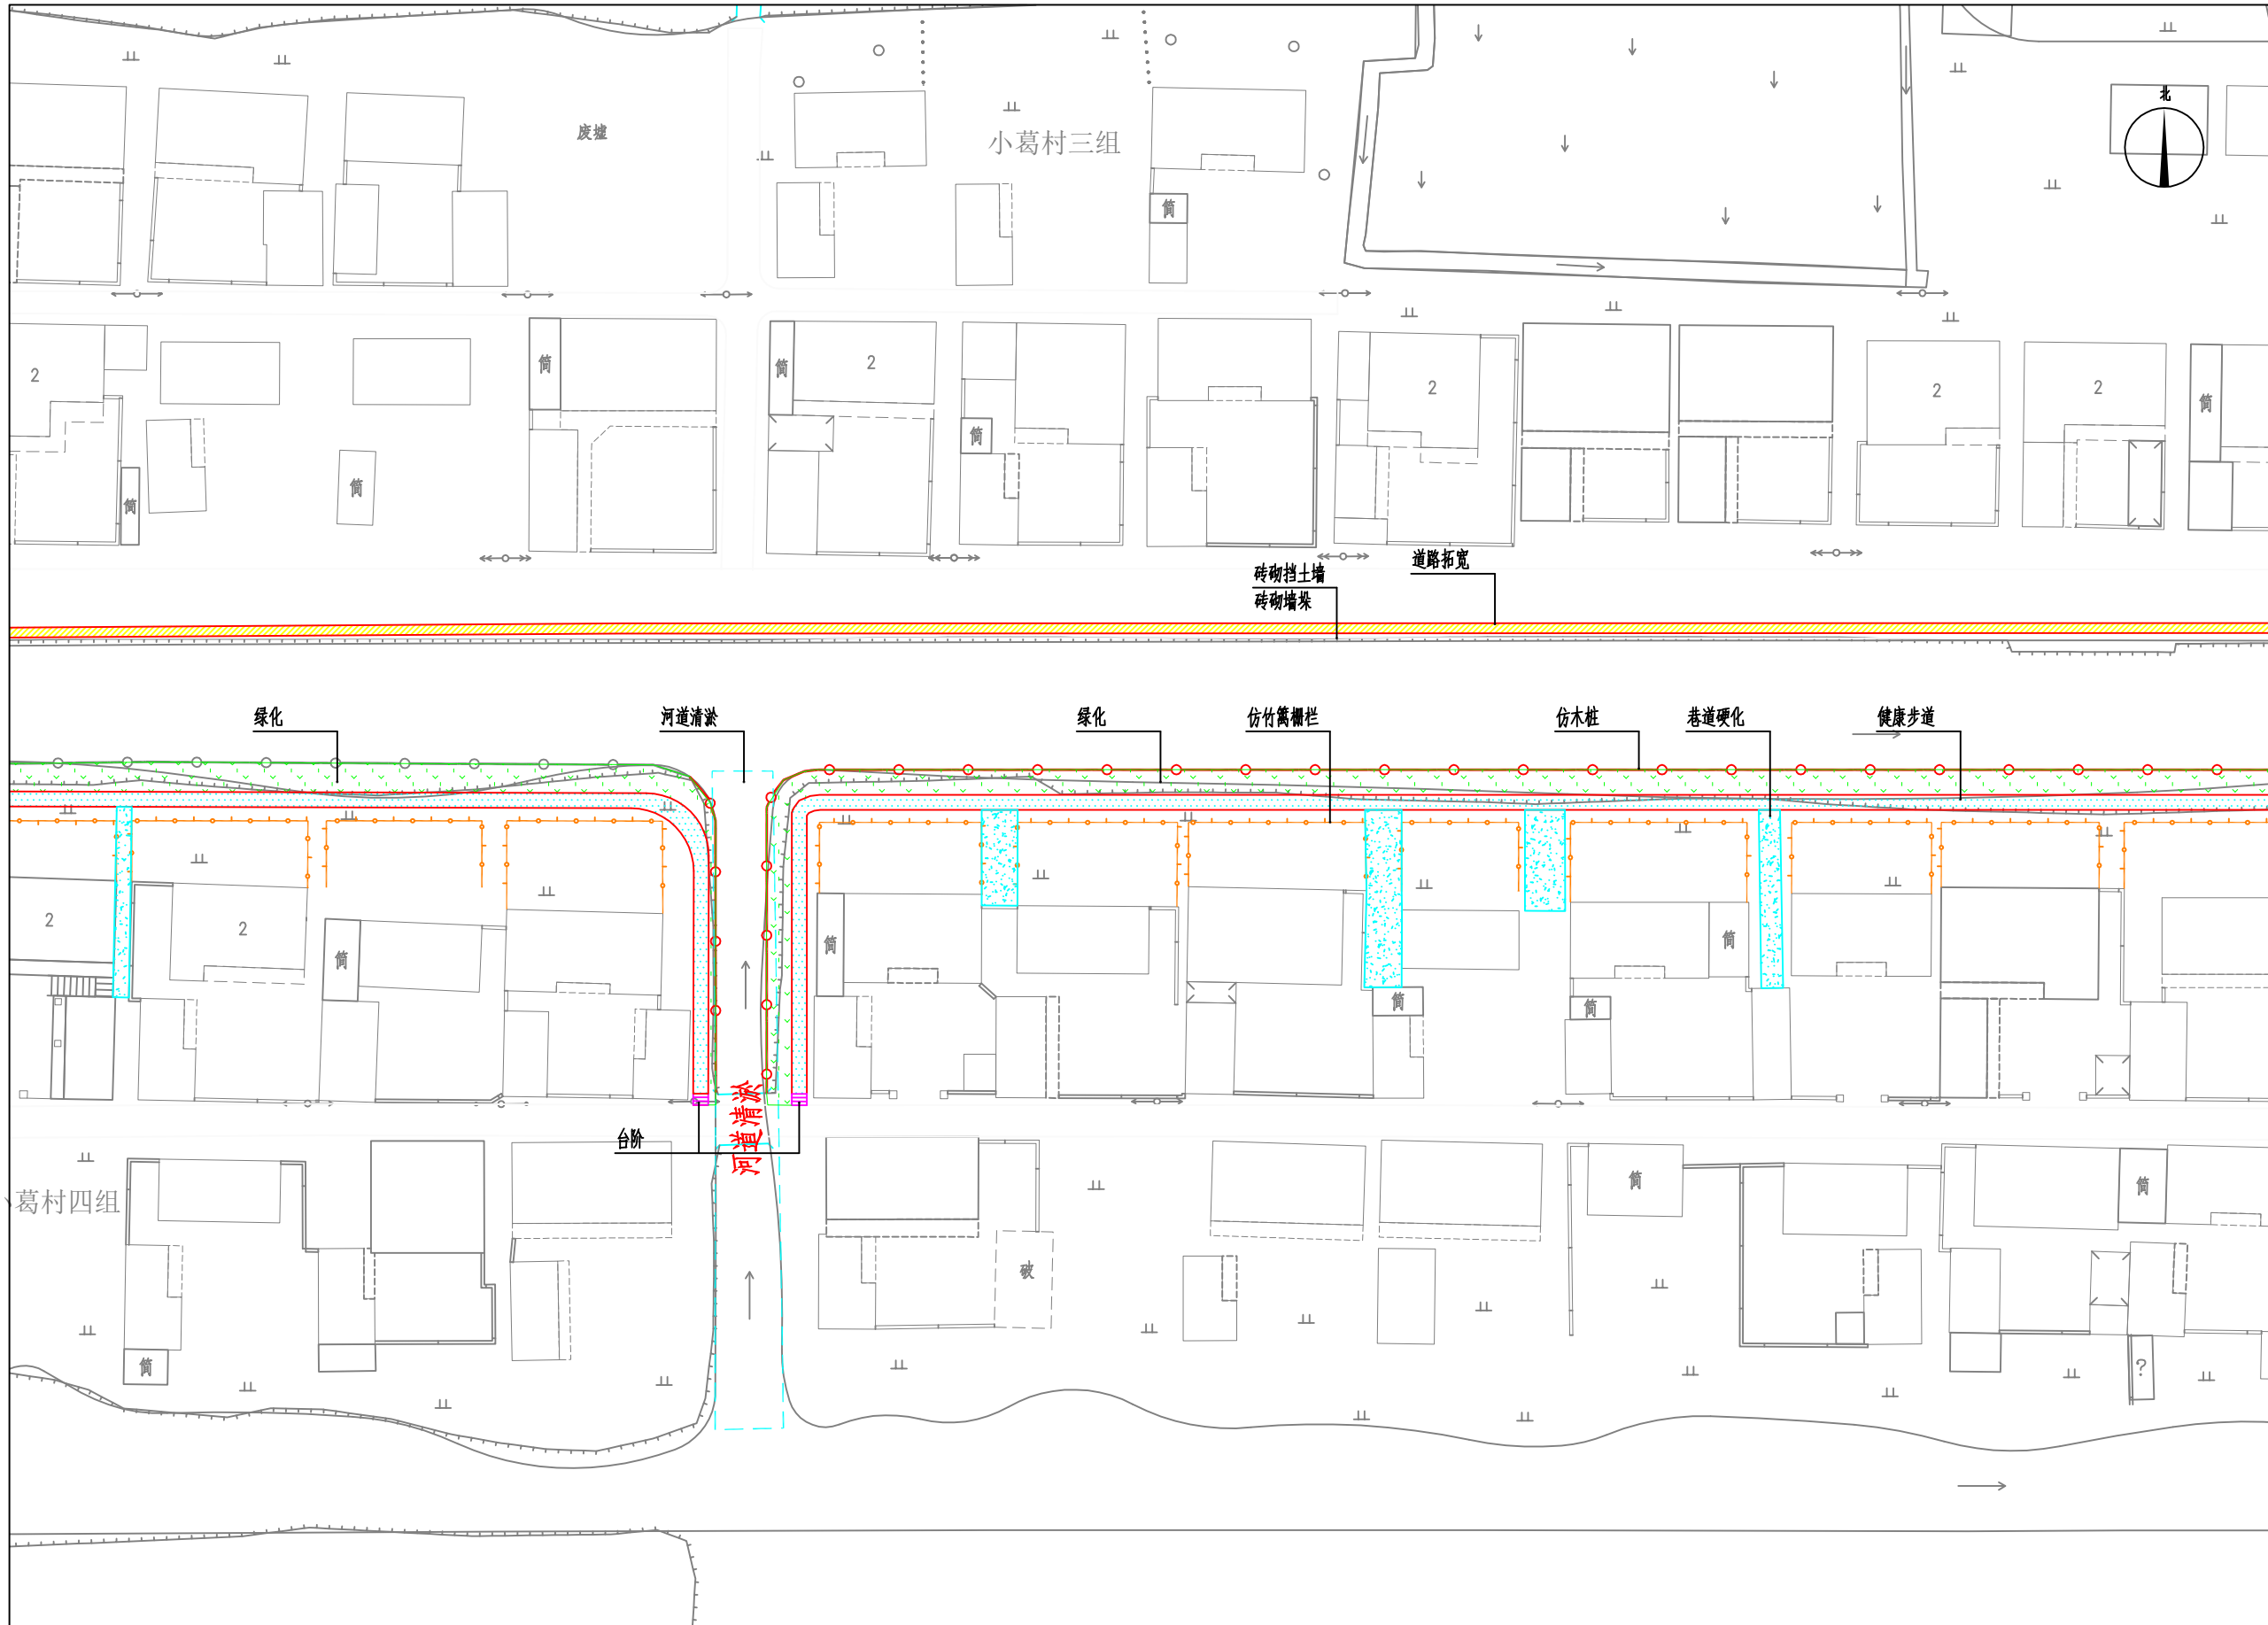 北
废墟
小葛村三组
简
简
2
简
2
2
2
2
简
简
简
简
道路拓宽
砖砌挡土墙
砖砌墙垛
绿化
河道清淤
绿化
仿竹篱栅栏
仿木桩
巷道硬化
健康步道
2
2
简
简
简
简
简
河道清淤
台阶
葛村四组
简
简
破
简
?